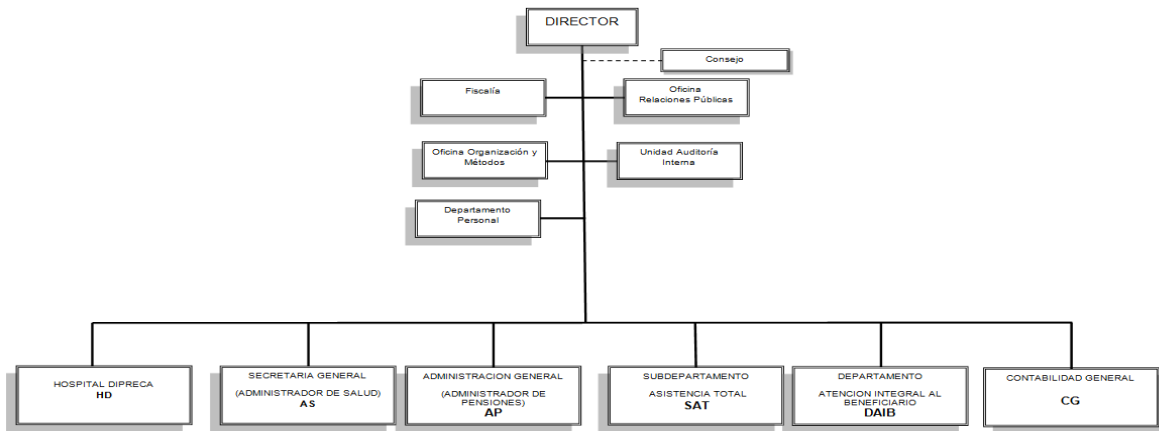 DIRECTOR
Consejo
Fiscalía
Oficina
Relaciones Públicas
Oficina Organización y
Métodos
Unidad Auditoría
Interna
Departamento
Personal
HOSPITAL DIPRECA
HD
SECRETARIA GENERAL
(ADMINISTRADOR DE SALUD)
AS
ADMINISTRACION GENERAL
(ADMINISTRADOR DE
PENSIONES)
AP
SUBDEPARTAMENTO
ASISTENCIA TOTAL
SAT
DEPARTAMENTO
ATENCION INTEGRAL AL
BENEFICIARIO
DAIB
CONTABILIDAD GENERAL
CG